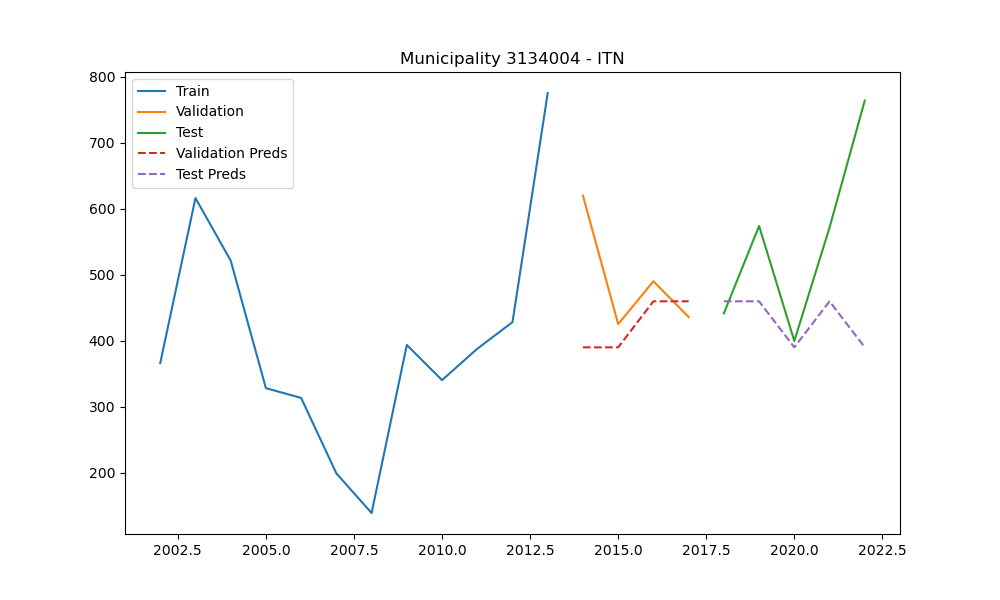 Municipality 3134004 - ITN
800
700
600
500
400
300
200
Train
Validation
Test
Validation Preds
Test Preds
2002.5 2005.0 2007.5 2010.0 2012.5 2015.0 2017.5 2020.0 2022.5